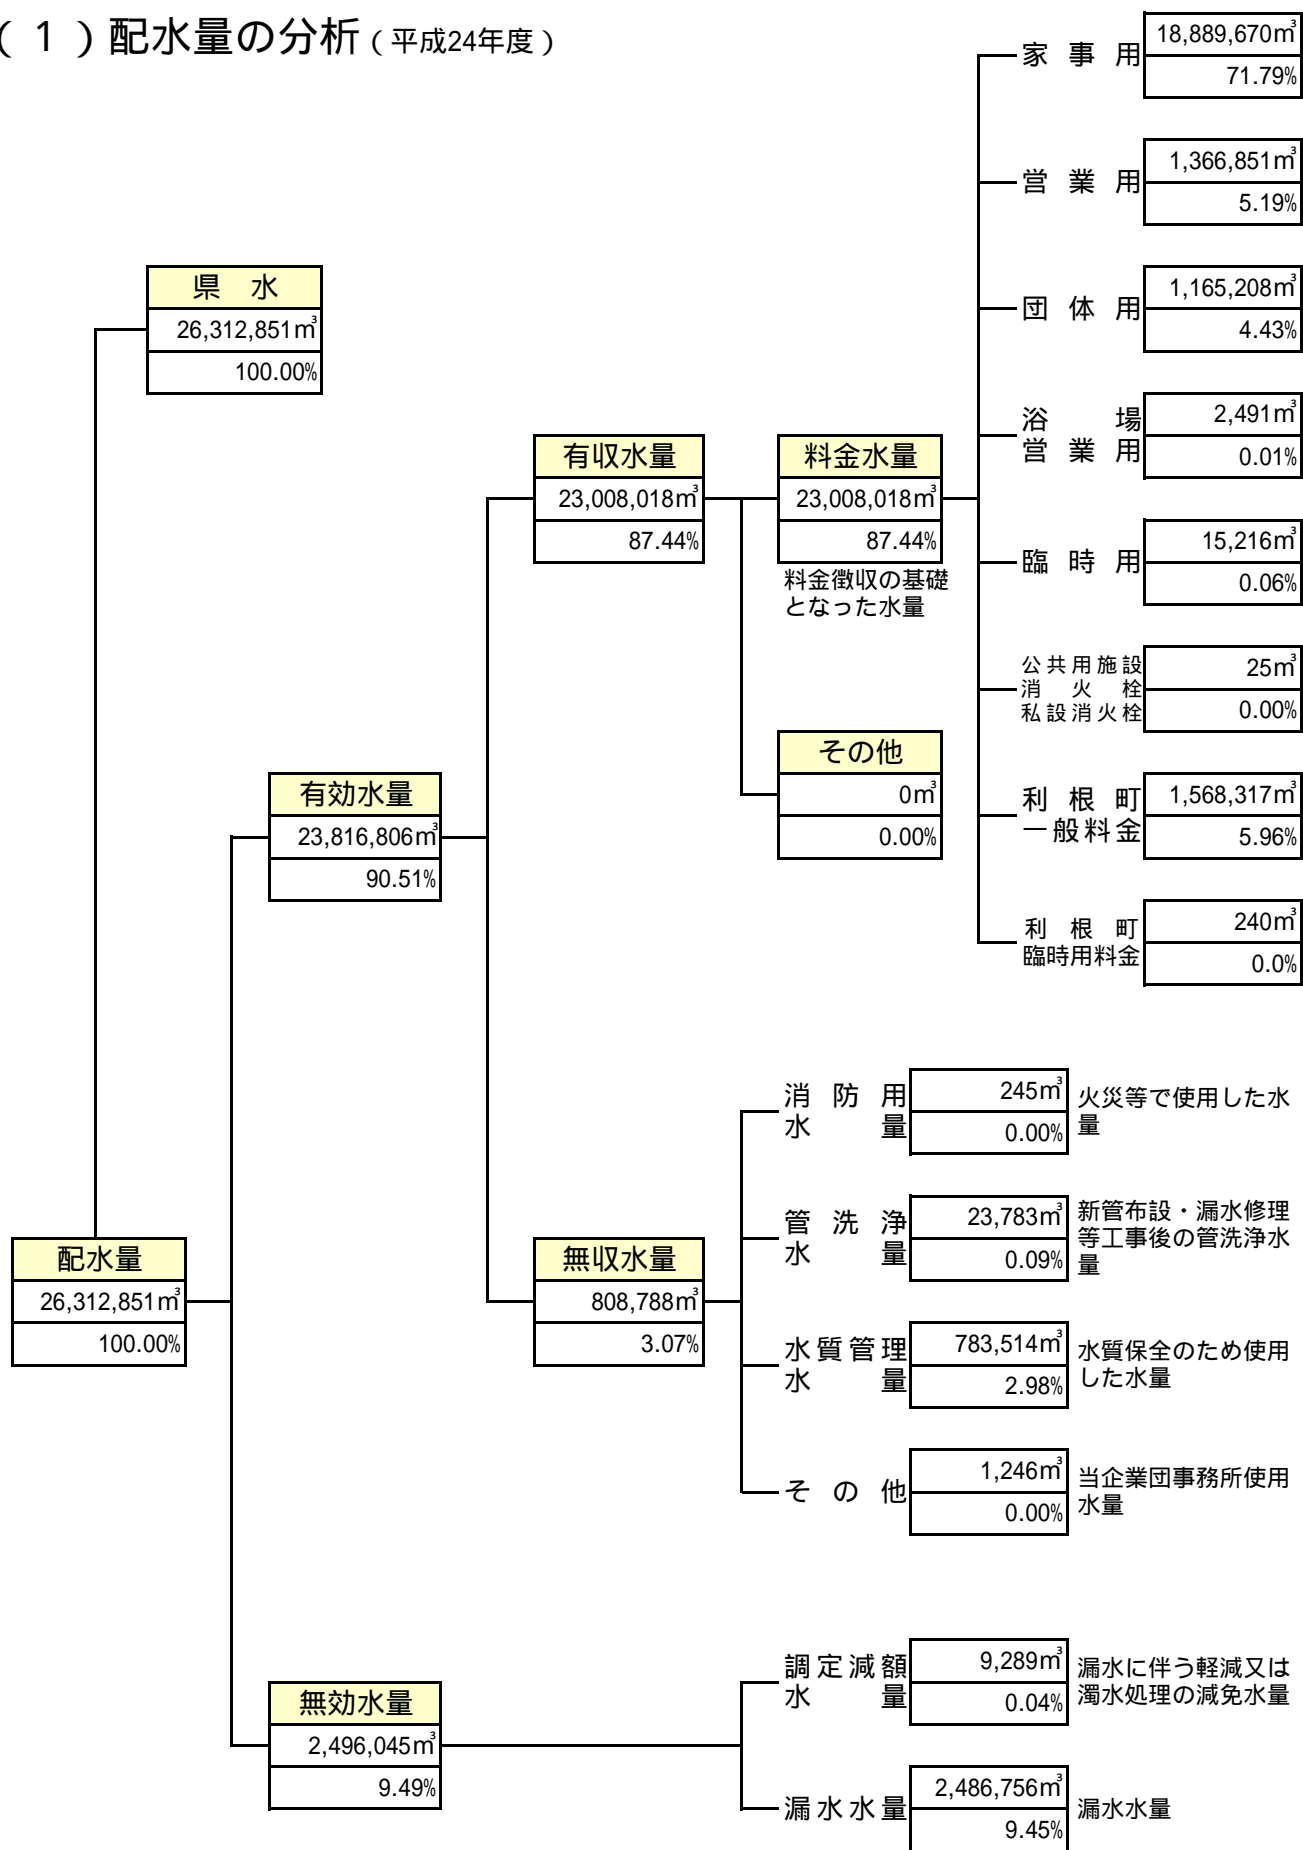 (１)配水量の分析(平成24年度)
県　水
26,312,851㎥
100.00%
配水量
26,312,851㎥
100.00%
有効水量
23,816,806㎥
90.51%
無効水量
2,496,045㎥
9.49%
有収水量
23,008,018㎥
87.44%
無収水量
808,788㎥
3.07%
料金水量
23,008,018㎥
87.44%
料金徴収の基礎
となった水量
その他
0㎥
0.00%
家事用
18,889,670㎥
71.79%
営業用
1,366,851㎥
5.19%
団体用
1,165,208㎥
4.43%
浴場
営業用
2,491㎥
0.01%
臨時用
15,216㎥
0.06%
公共用施設
消火栓
私設消火栓
25㎥
0.00%
利根町
一般料金
1,568,317㎥
5.96%
利根町
臨時用料金
240㎥
0.0%
消防用
水量
245㎥
0.00%
火災等で使用した水
量
管洗浄
水量
23,783㎥
0.09%
新管布設・漏水修理
等工事後の管洗浄水
量
水質管理
水量
783,514㎥
2.98%
水質保全のため使用
した水量
その他
1,246㎥
0.00%
当企業団事務所使用
水量
調定減額
水量
9,289㎥
0.04%
漏水に伴う軽減又は
濁水処理の減免水量
漏水水量
2,486,756㎥
9.45%
漏水水量